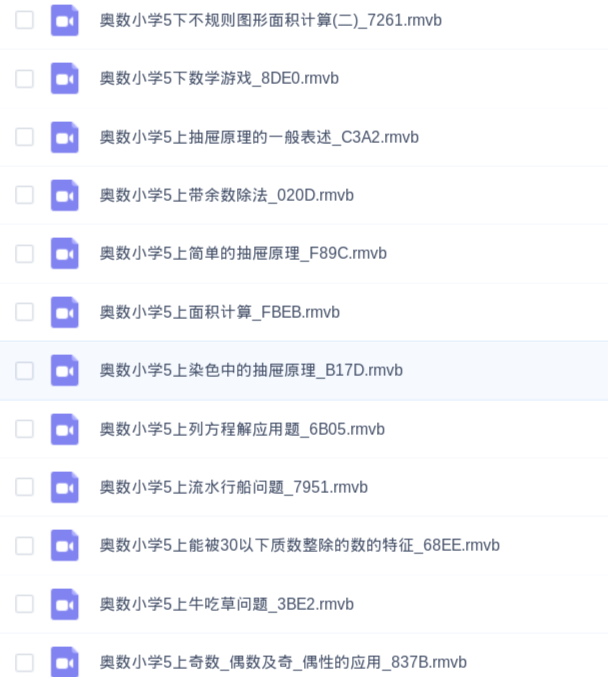 奥数小学5下不规则图形面积计算(二)_7261.rmvb
奥数小学5下数学游戏_8DE0.rmvb
奥数小学5上抽屉原理的一般表述_C3A2.rmvb
奥数小学5上带余数除法_020D.rmvb
奥数小学5上简单的抽屉原理_F89C.rmvb
奥数小学5上面积计算_FBEB.rmvb
奥数小学5上染色中的抽屉原理_B17D.rmvb
奥数小学5上列方程解应用题_6B05.rmvb
奥数小学5上流水行船问题_7951.rmvb
奥数小学5上能被30以下质数整除的数的特征_68EE.rmvb
奥数小学5上牛吃草问题_3BE2.rmvb
奥数小学5上奇数_偶数及奇_偶性的应用_837B.rmvb